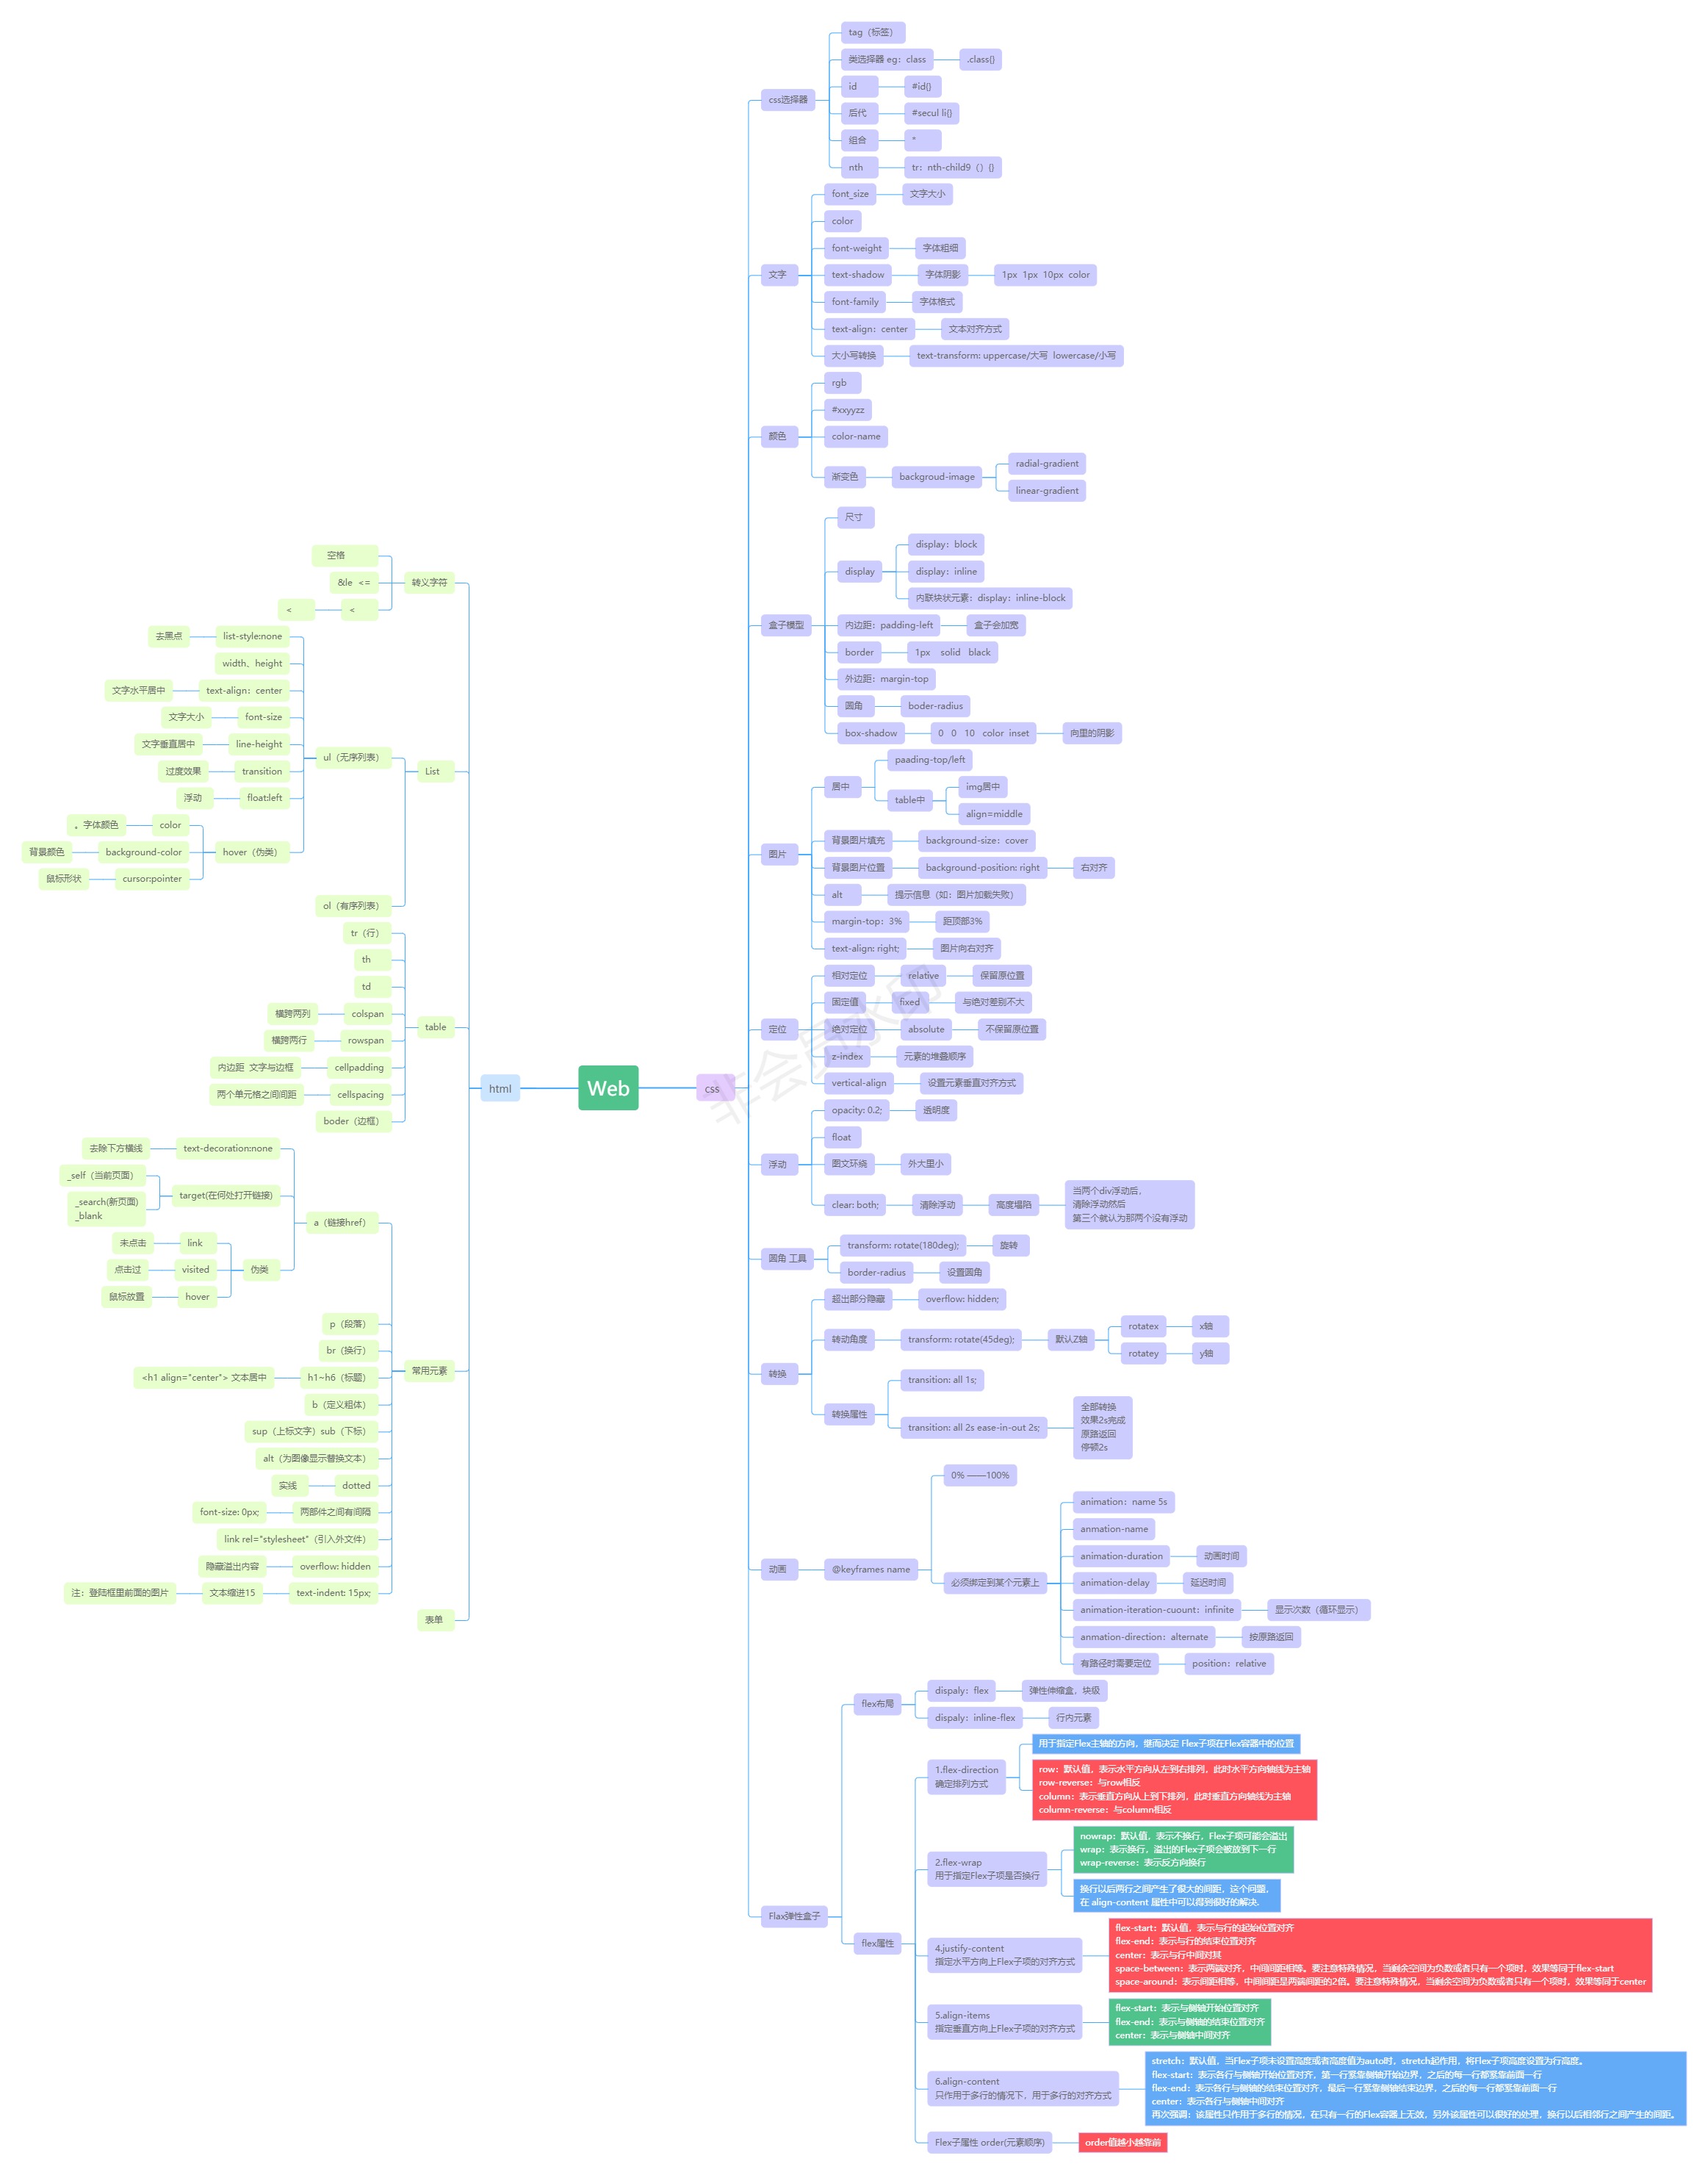 Web
html
转义字符
空格
&le  <=
<
<
List
ul（无序列表）
list-style:none
去黑点
width、height
text-align：center
文字水平居中
font-size
文字大小
line-height
文字垂直居中
transition
过度效果
float:left
浮动
hover（伪类）
color
。字体颜色
background-color
背景颜色
cursor:pointer
鼠标形状
ol（有序列表）
table
tr（行）
th
td
colspan
横跨两列
rowspan
横跨两行
cellpadding
内边距  文字与边框
cellspacing
两个单元格之间间距
boder（边框）
常用元素
a（链接href）
text-decoration:none
去除下方横线
target(在何处打开链接)
_self（当前页面）
_search(新页面)
_blank
伪类
link
未点击
visited
点击过
hover
鼠标放置
p（段落）
br（换行）
h1~h6（标题）
<h1 align="center"> 文本居中
b（定义粗体）
sup（上标文字）sub（下标）
alt（为图像显示替换文本）
dotted
实线
两部件之间有间隔
font-size: 0px;
link rel="stylesheet"（引入外文件）
overflow: hidden
隐藏溢出内容
text-indent: 15px;
文本缩进15
注：登陆框里前面的图片
表单
css
css选择器
tag（标签）
类选择器 eg：class
.class{}
id
#id{}
后代
#secul li{}
组合
*
nth
tr：nth-child9（）{}
文字
font_size
文字大小
color
font-weight
字体粗细
text-shadow
字体阴影
1px  1px  10px  color
font-family
字体格式
text-align：center
文本对齐方式
大小写转换
text-transform: uppercase/大写  lowercase/小写
颜色
rgb
#xxyyzz
color-name
渐变色
backgroud-image
radial-gradient
linear-gradient
盒子模型
尺寸
display
display：block
display：inline
内联块状元素：display：inline-block
内边距：padding-left
盒子会加宽
border
1px    solid   black
外边距：margin-top
圆角
boder-radius
box-shadow
0   0   10   color  inset
向里的阴影
图片
居中
paading-top/left
table中
img居中
align=middle
背景图片填充
background-size：cover
背景图片位置
background-position: right
右对齐
alt
提示信息（如：图片加载失败）
margin-top：3%
距顶部3%
text-align: right;
图片向右对齐
定位
相对定位
relative
保留原位置
固定值
fixed
与绝对差别不大
绝对定位
absolute
不保留原位置
z-index
元素的堆叠顺序
vertical-align
设置元素垂直对齐方式
浮动
opacity: 0.2;
透明度
float
图文环绕
外大里小
clear: both;
清除浮动
高度塌陷
当两个div浮动后，
清除浮动然后
第三个就认为那两个没有浮动
圆角 工具
transform: rotate(180deg);
旋转
border-radius
设置圆角
转换
超出部分隐藏
overflow: hidden;
转动角度
transform: rotate(45deg);
默认Z轴
rotatex
x轴
rotatey
y轴
转换属性
transition: all 1s;
transition: all 2s ease-in-out 2s;
全部转换
效果2s完成
原路返回
停顿2s
动画
@keyframes name
0% ——100%
必须绑定到某个元素上
animation：name 5s
anmation-name
animation-duration
动画时间
animation-delay
延迟时间
animation-iteration-cuount：infinite
显示次数（循环显示）
anmation-direction：alternate
按原路返回
有路径时需要定位
position：relative
Flax弹性盒子
flex布局
dispaly：flex
弹性伸缩盒，块级
dispaly：inline-flex
行内元素
flex属性
1.flex-direction
确定排列方式
用于指定Flex主轴的方向，继而决定 Flex子项在Flex容器中的位置
row：默认值，表示水平方向从左到右排列，此时水平方向轴线为主轴
row-reverse：与row相反
column：表示垂直方向从上到下排列，此时垂直方向轴线为主轴
column-reverse：与column相反
2.flex-wrap
用于指定Flex子项是否换行
nowrap：默认值，表示不换行，Flex子项可能会溢出
wrap：表示换行，溢出的Flex子项会被放到下一行
wrap-reverse：表示反方向换行
换行以后两行之间产生了很大的间距，这个问题，
在 align-content 属性中可以得到很好的解决.
4.justify-content
指定水平方向上Flex子项的对齐方式
flex-start：默认值，表示与行的起始位置对齐
flex-end：表示与行的结束位置对齐
center：表示与行中间对其
space-between：表示两端对齐，中间间距相等。要注意特殊情况，当剩余空间为负数或者只有一个项时，效果等同于flex-start
space-around：表示间距相等，中间间距是两端间距的2倍。要注意特殊情况，当剩余空间为负数或者只有一个项时，效果等同于center
5.align-items
指定垂直方向上Flex子项的对齐方式
flex-start：表示与侧轴开始位置对齐
flex-end：表示与侧轴的结束位置对齐
center：表示与侧轴中间对齐
6.align-content
只作用于多行的情况下，用于多行的对齐方式
stretch：默认值，当Flex子项未设置高度或者高度值为auto时，stretch起作用，将Flex子项高度设置为行高度。
flex-start：表示各行与侧轴开始位置对齐，第一行紧靠侧轴开始边界，之后的每一行都紧靠前面一行
flex-end：表示各行与侧轴的结束位置对齐，最后一行紧靠侧轴结束边界，之后的每一行都紧靠前面一行
center：表示各行与侧轴中间对齐
再次强调：该属性只作用于多行的情况，在只有一行的Flex容器上无效，另外该属性可以很好的处理，换行以后相邻行之间产生的间距。
Flex子属性 order(元素顺序)
order值越小越靠前
非会员水印